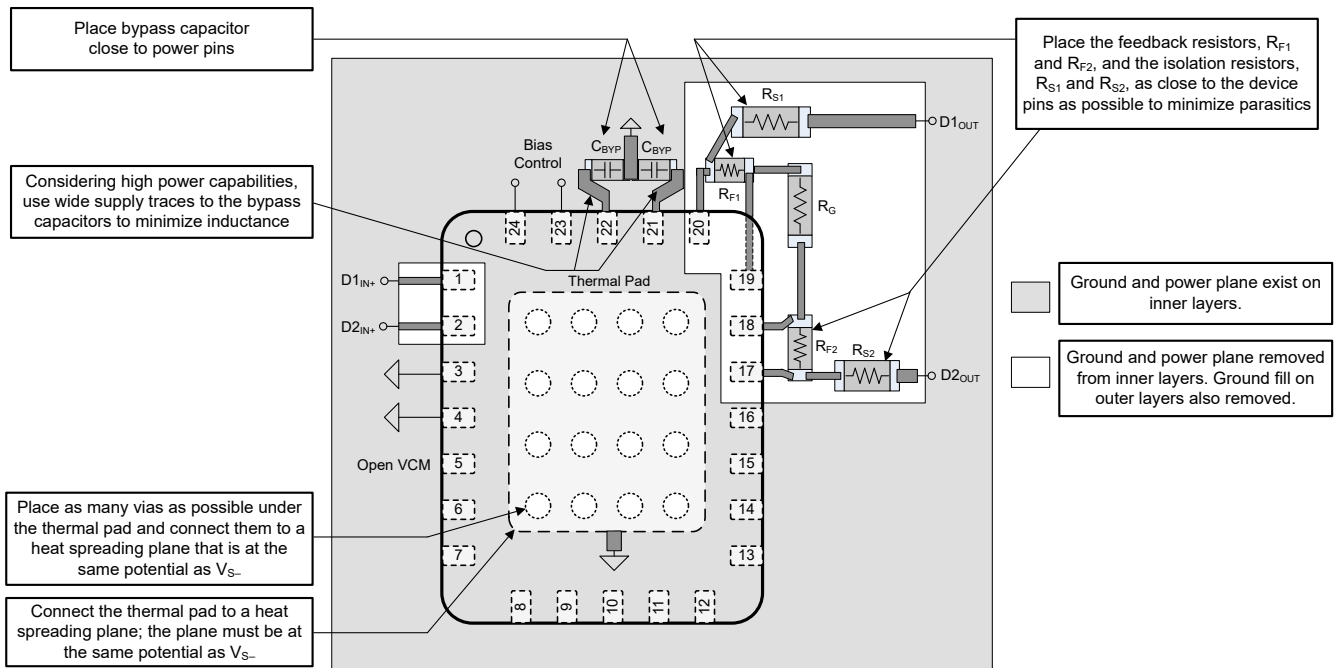 Place bypass capacitor
close to power pins
Place the feedback resistors, RF1
and RF2, and the isolation resistors,
RS1 and RS2, as close to the device
pins as possible to minimize parasitics
RS1
D1OUT
CBYP CBYP
Bias
Control
RF1
RG
Considering high power capabilities,
use wide supply traces to the bypass
capacitors to minimize inductance
24
23
22
21
20
Thermal Pad
D1IN+
1
19
D2IN+
2
18
RF2
RS2
3
17
D2OUT
4
16
Open VCM
5
15
6
14
7
13
8
9
10
11
12
Ground and power plane exist on
inner layers.
Ground and power plane removed
from inner layers. Ground fill on
outer layers also removed.
Place as many vias as possible under
the thermal pad and connect them to a
heat spreading plane that is at the
same potential as VS–
Connect the thermal pad to a heat
spreading plane; the plane must be at
the same potential as VS–